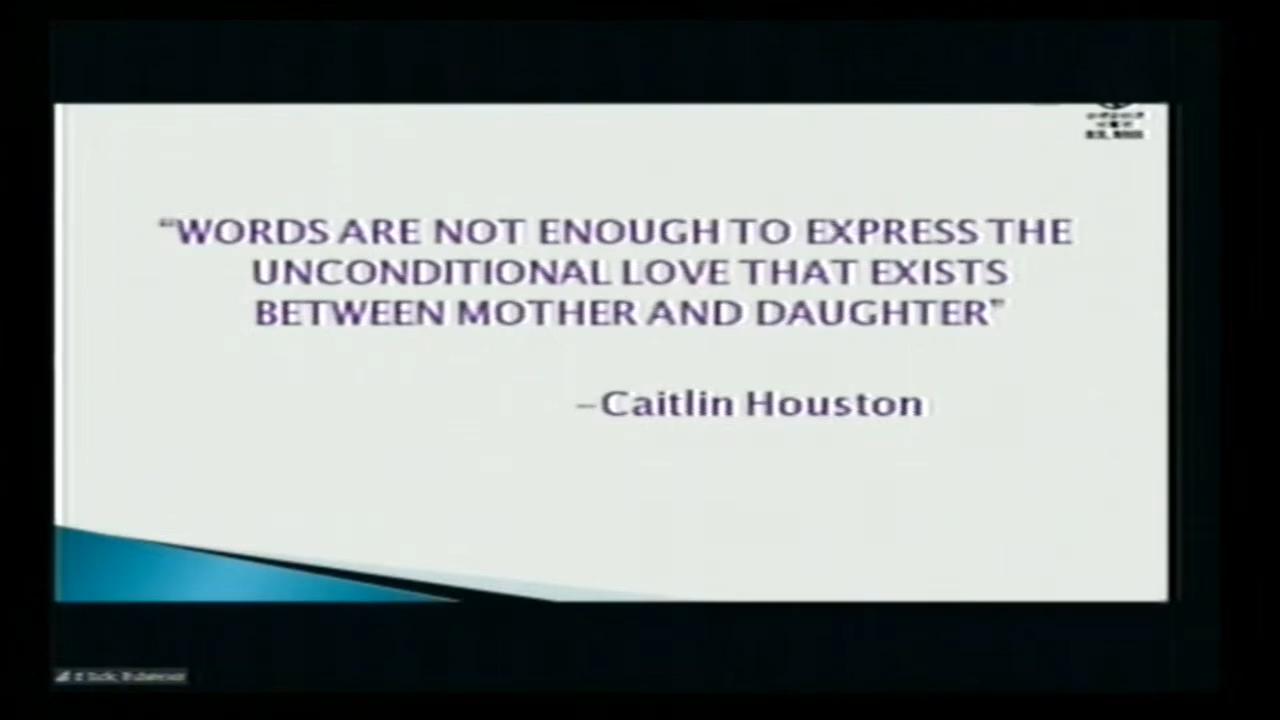 “WORDS ARE NOT ENOUGH TO EXPRESS THE
UNCONDITIONAL LOVE THAT EXISTS
BETWEEN MOTHER AND DAUGHTER”
–Caitlin Houston